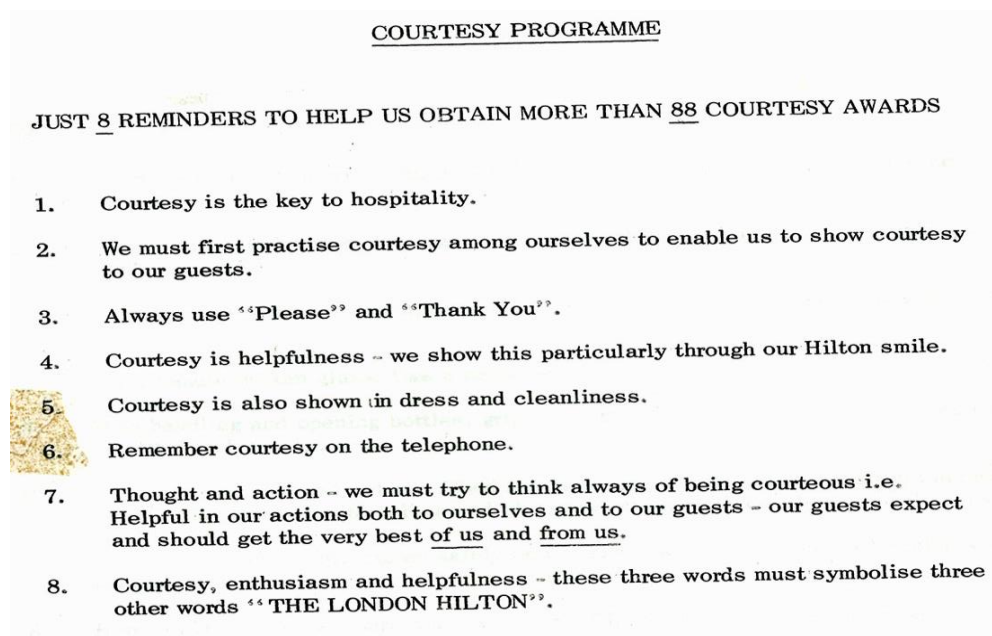 COURTESY PROGRAMME
JUST 8 REMINDERS TO HELP US OBTAIN MORE THAN 88 COURTESY AWARDS
1. Courtesy is the key to hospitality.
2. We must first practise courtesy among ourselves to enable us to show courtesy
to our guests.
3. Always use “Please” and “Thank You”.
4. Courtesy is helpfulness - we show this particularly through our Hilton smile.
5. Courtesy is also shown in dress and cleanliness.
6. Remember courtesy on the telephone.
7. Thought and action - we must try to think always of being courteous i.e.
Helpful in our actions both to ourselves and to our guests - our guests expect
and should get the very best of us and from us.
8. Courtesy, enthusiasm and helpfulness - these three words must symbolise three
other words “THE LONDON HILTON”.